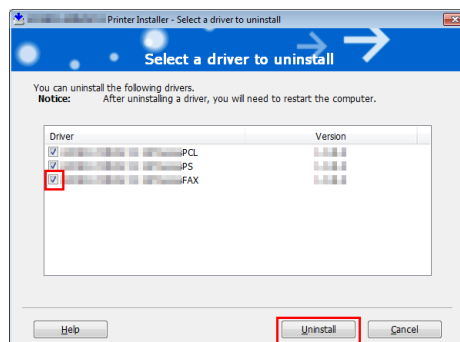 Printer Installer - Select a driver to uninstall
Select a driver to uninstall
You can uninstall the following drivers.
Notice: After uninstalling a driver, you will need to restart the computer.
Driver Version
PCL
PS
FAX
Help Uninstall Cancel